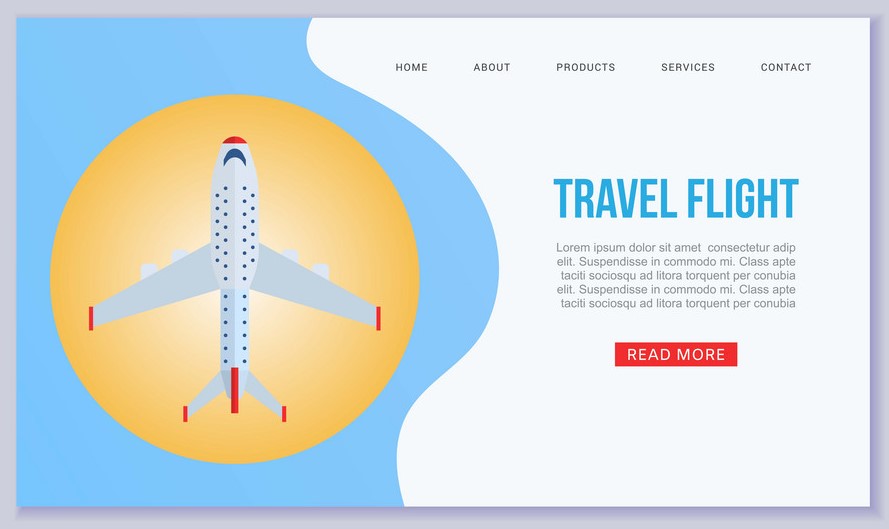 HOME ABOUT PRODUCTS SERVICES CONTACT
TRAVEL FLIGHT
Lorem ipsum dolor sit amet consectetur adip
elit. Suspendisse in commodo mi. Class apte
taciti sociosqu ad litora torquent per conubia
elit. Suspendisse in commodo mi. Class apte
taciti sociosqu ad litora torquent per conubia
READ MORE